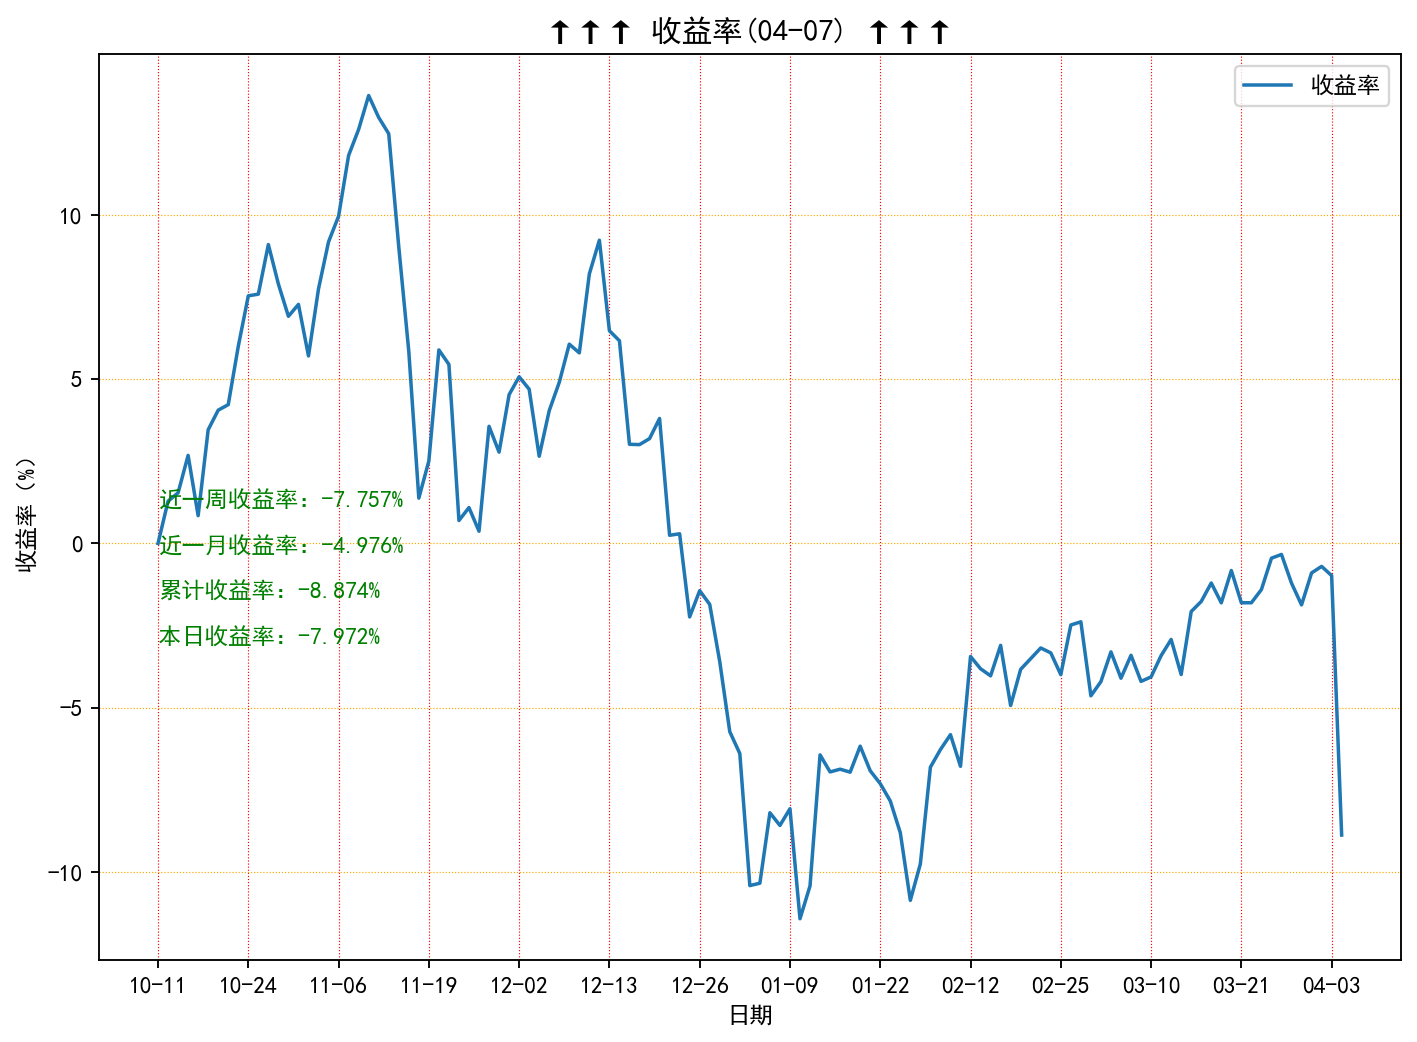 ↑↑↑ 收益率(04-07) ↑↑↑
收益率
10
5
0
-5
-10
收益率（%）
近一周收益率：-7.757%
近一月收益率：-4.976%
累计收益率：-8.874%
本日收益率：-7.972%
10-11 10-24 11-06 11-19 12-02 12-13 12-26 01-09 01-22 02-12 02-25 03-10 03-21 04-03
日期